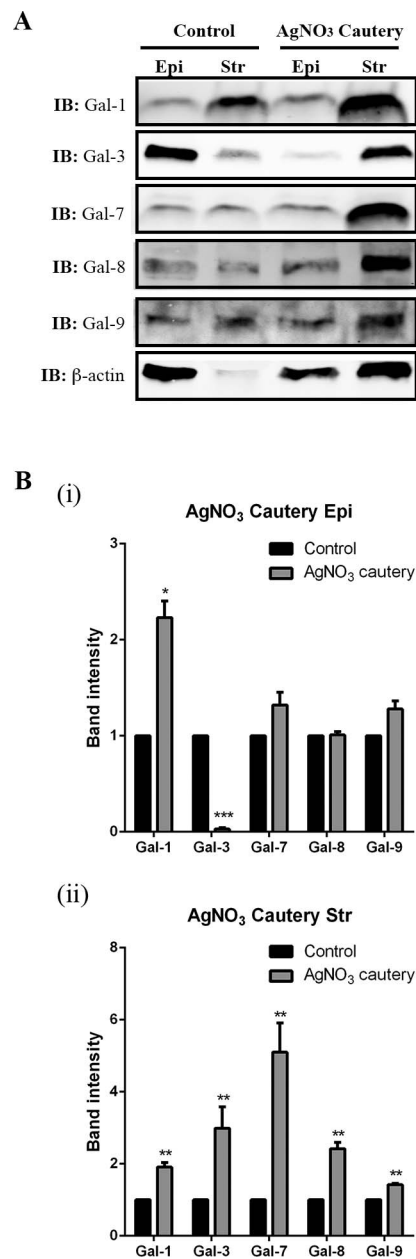 A
Control AgNO3 Cautery
Epi Str Epi Str
IB: Gal-1
IB: Gal-3
IB: Gal-7
IB: Gal-8
IB: Gal-9
IB: β-actin
B
(i)
AgNO3 Cautery Epi
Control
AgNO3 cautery
Band intensity
3
2
1
0
*
***
Gal-1 Gal-3 Gal-7 Gal-8 Gal-9
(ii)
AgNO3 Cautery Str
Control
AgNO3 cautery
Band intensity
8
6
4
2
0
** ** ** ** **
Gal-1 Gal-3 Gal-7 Gal-8 Gal-9